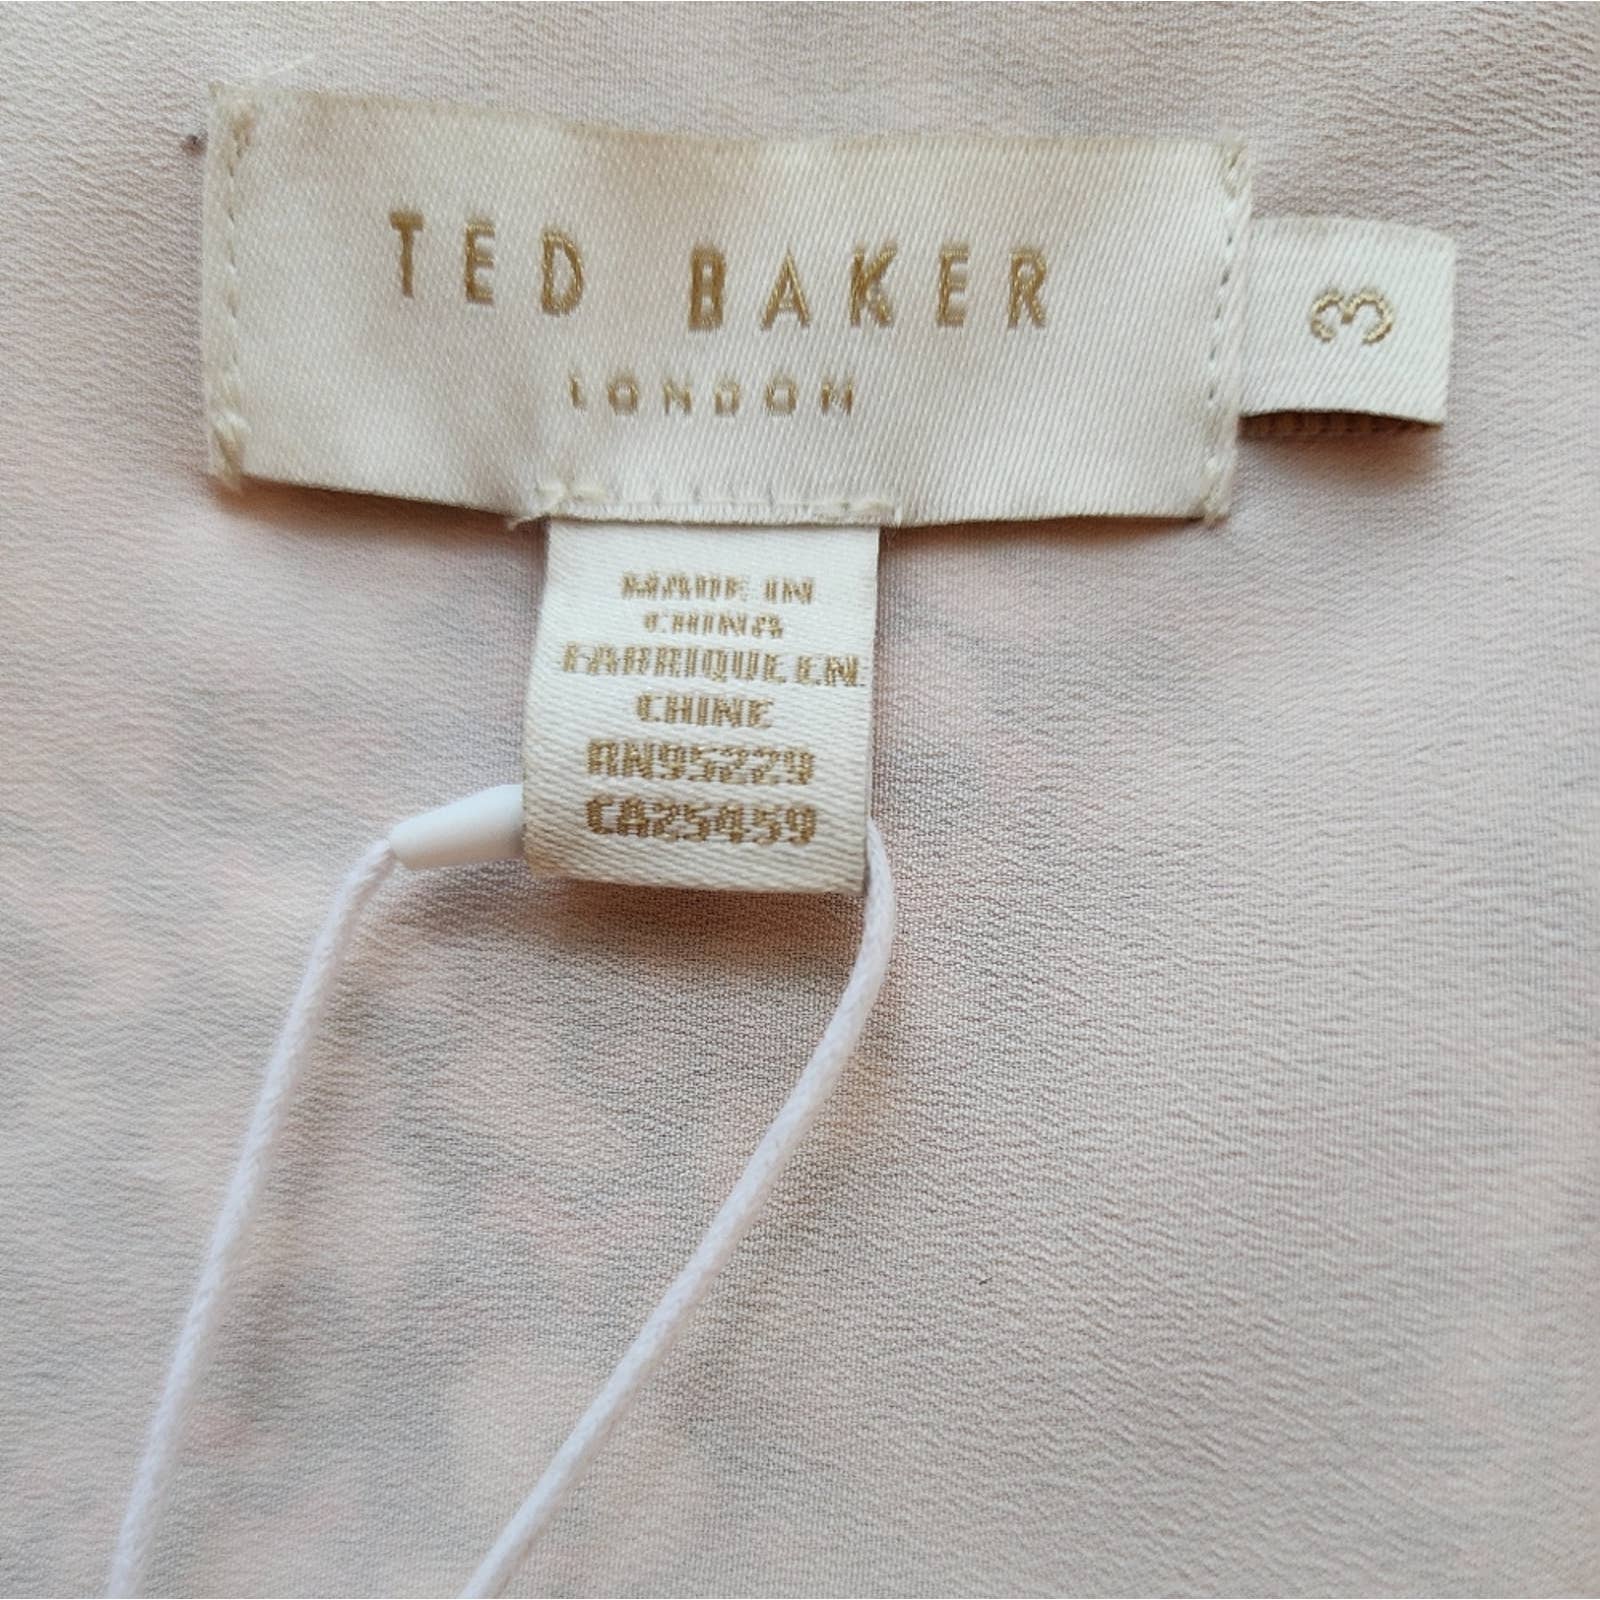 TED BAKER
LONDON
3
MADE IN
CHINA
FABRIQUE EN
CHINE
RN95229
CA25459